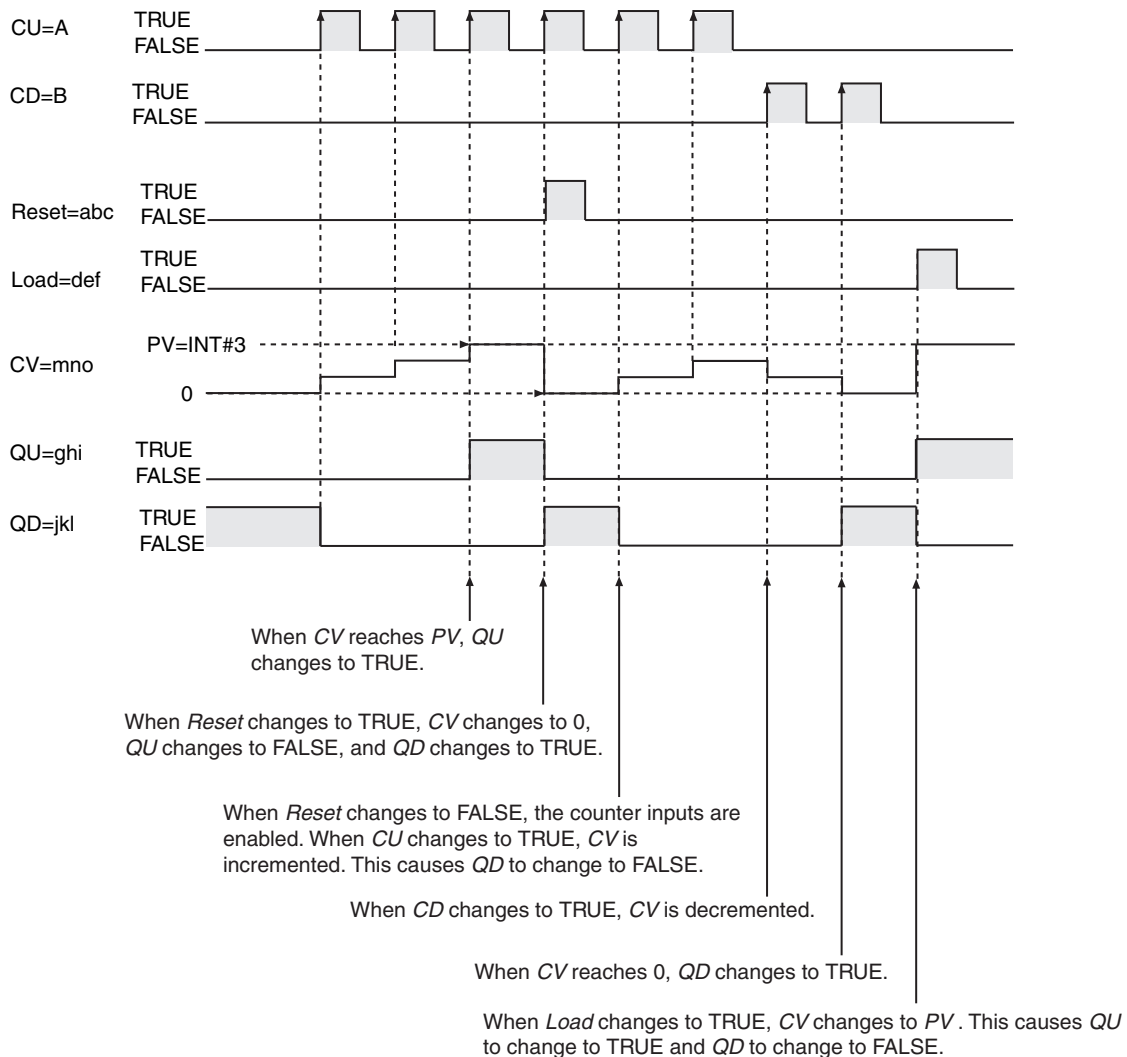 CU=A
TRUE
FALSE
CD=B
TRUE
FALSE
Reset=abc
TRUE
FALSE
Load=def
TRUE
FALSE
CV=mno
PV=INT#3
0
QU=ghi
TRUE
FALSE
QD=jkl
TRUE
FALSE
When CV reaches PV, QU
changes to TRUE.
When Reset changes to TRUE, CV changes to 0,
QU changes to FALSE, and QD changes to TRUE.
When Reset changes to FALSE, the counter inputs are
enabled. When CU changes to TRUE, CV is
incremented. This causes QD to change to FALSE.
When CD changes to TRUE, CV is decremented.
When CV reaches 0, QD changes to TRUE.
When Load changes to TRUE, CV changes to PV . This causes QU
to change to TRUE and QD to change to FALSE.